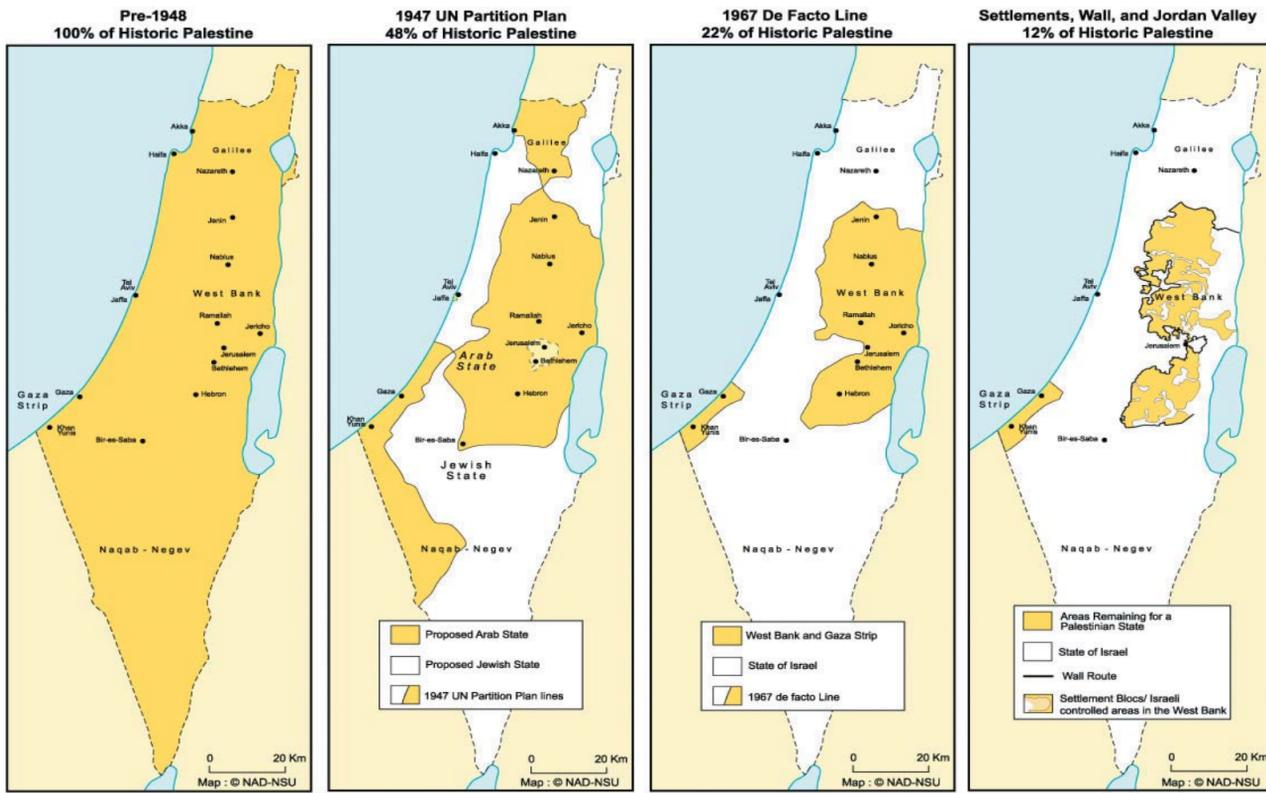 Pre-1948
100% of Historic Palestine
Akka
Haifa
Galilee
Nazareth
Jenin
Nablus
Tel
Aviv
Jaffa
West Bank
Ramallah
Jericho
Jerusalem
Bethlehem
Gaza
Strip
Gaza
Hebron
Khan
Yunis
Bir-es-Saba
Naqab - Negev
0 20 Km
Map : © NAD-NSU
1947 UN Partition Plan
48% of Historic Palestine
Akka
Haifa
Galilee
Nazareth
Jenin
Nablus
Tel
Aviv
Jaffa
Ramallah
Jericho
Jerusalem
Arab
State
Bethlehem
Gaza
Hebron
Khan
Yunis
Bir-es-Saba
Jewish
State
Naqab - Negev
Proposed Arab State
Proposed Jewish State
1947 UN Partition Plan lines
0 20 Km
Map : © NAD-NSU
1967 De Facto Line
22% of Historic Palestine
Akka
Haifa
Galilee
Nazareth
Jenin
Nablus
Tel
Aviv
Jaffa
West Bank
Ramallah
Jericho
Jerusalem
Bethlehem
Gaza
Strip
Gaza
Hebron
Khan
Yunis
Bir-es-Saba
Naqab - Negev
West Bank and Gaza Strip
State of Israel
1967 de facto Line
0 20 Km
Map : © NAD-NSU
Settlements, Wall, and Jordan Valley
12% of Historic Palestine
Akka
Haifa
Galilee
Nazareth
Tel
Aviv
Jaffa
West Bank
Jerusalem
Gaza
Strip
Gaza
Khan
Yunis
Bir-es-Saba
Naqab - Negev
Areas Remaining for a
Palestinian State
State of Israel
Wall Route
Settlement Blocs/ Israeli
controlled areas in the West Bank
0 20 Km
Map : © NAD-NSU